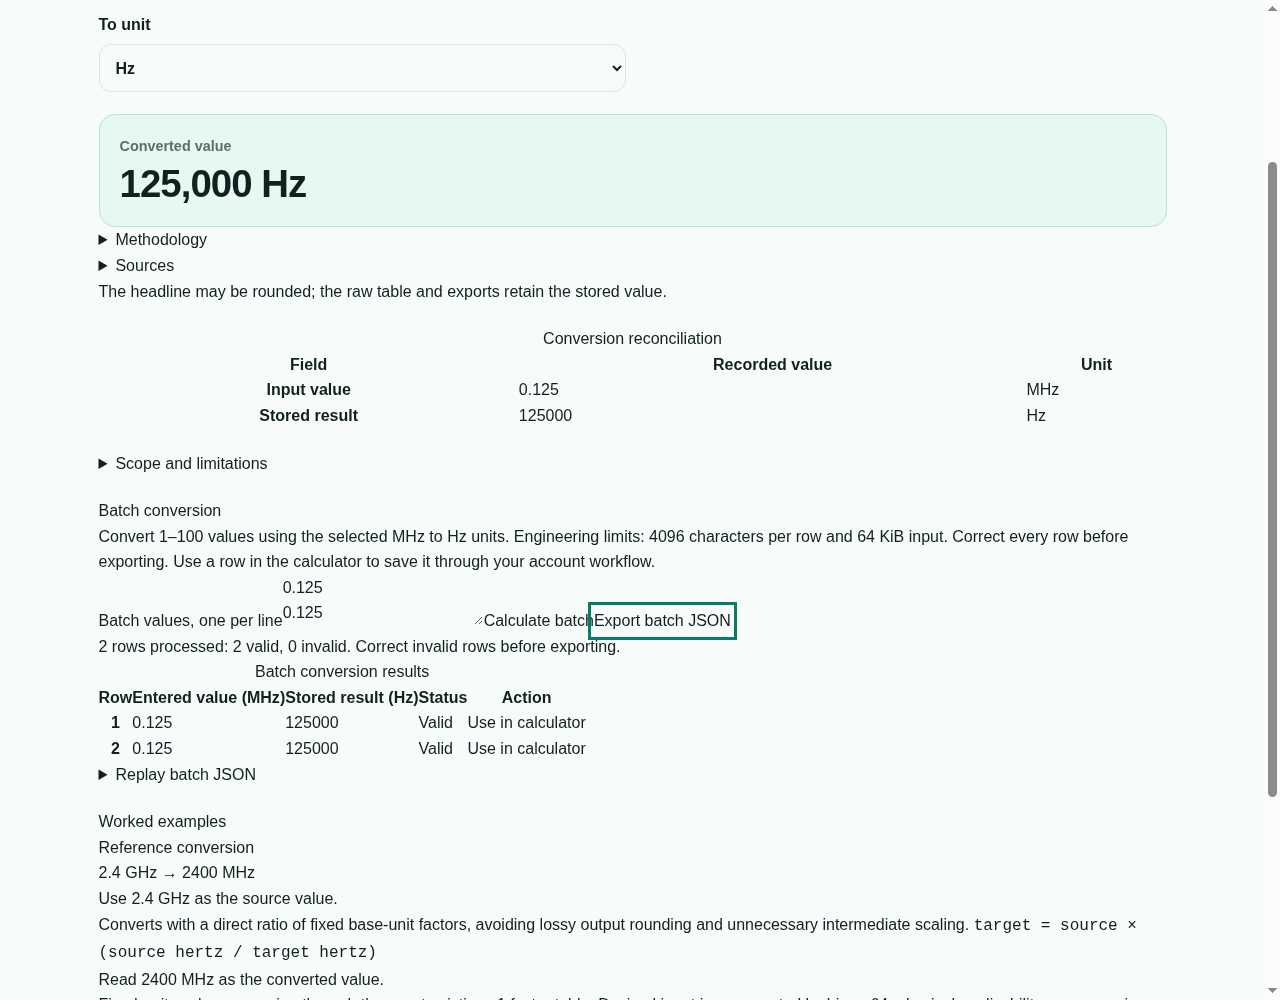 To unit
Hz
Converted value
125,000 Hz
Methodology
Sources
The headline may be rounded; the raw table and exports retain the stored value.
Conversion reconciliation
Field Recorded value Unit
Input value 0.125 MHz
Stored result 125000 Hz
Scope and limitations
Batch conversion
Convert 1–100 values using the selected MHz to Hz units. Engineering limits: 4096 characters per row and 64 KiB input. Correct every row before
exporting. Use a row in the calculator to save it through your account workflow.
0.125
0.125
Batch values, one per line Calculate batch Export batch JSON
2 rows processed: 2 valid, 0 invalid. Correct invalid rows before exporting.
Batch conversion results
Row Entered value (MHz) Stored result (Hz) Status Action
1 0.125 125000 Valid Use in calculator
2 0.125 125000 Valid Use in calculator
Replay batch JSON
Worked examples
Reference conversion
2.4 GHz → 2400 MHz
Use 2.4 GHz as the source value.
Converts with a direct ratio of fixed base-unit factors, avoiding lossy output rounding and unnecessary intermediate scaling. target = source ×
(source hertz / target hertz)
Read 2400 MHz as the converted value.